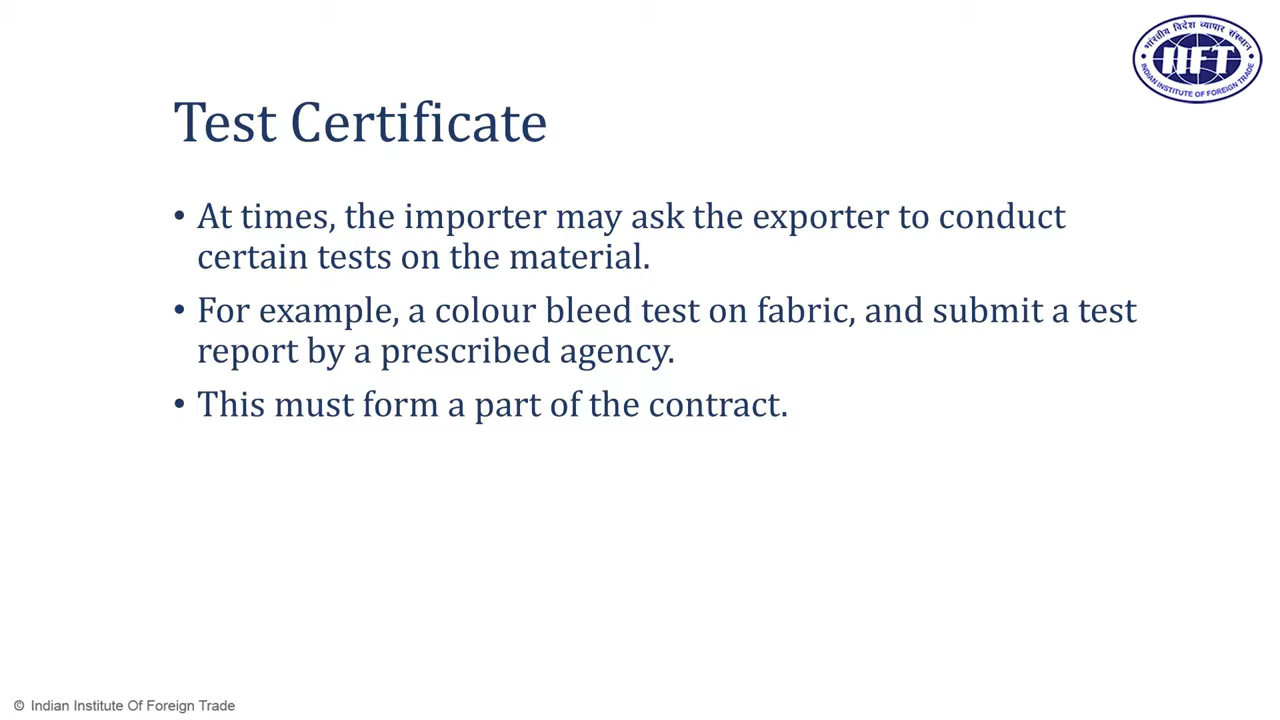 भारतीय विदेश व्यापार संस्थान
IIFT
INDIAN INSTITUTE OF FOREIGN TRADE
Test Certificate
• At times, the importer may ask the exporter to conduct
certain tests on the material.
• For example, a colour bleed test on fabric, and submit a test
report by a prescribed agency.
• This must form a part of the contract.
© Indian Institute Of Foreign Trade